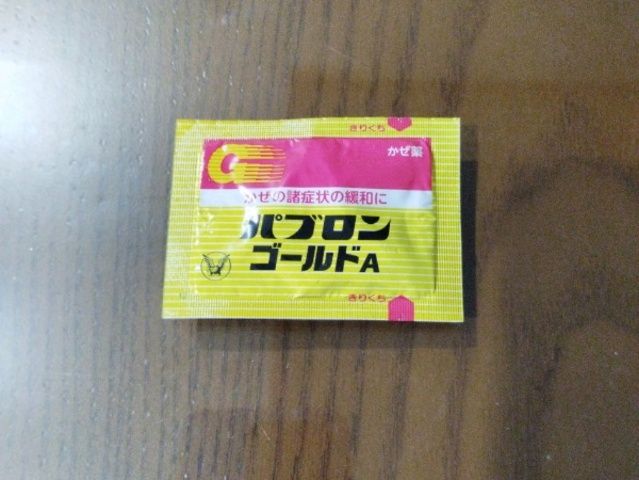 きりくち
G
かぜ薬
かぜの諸症状の緩和に
パブロン
ゴールドA
きりくち